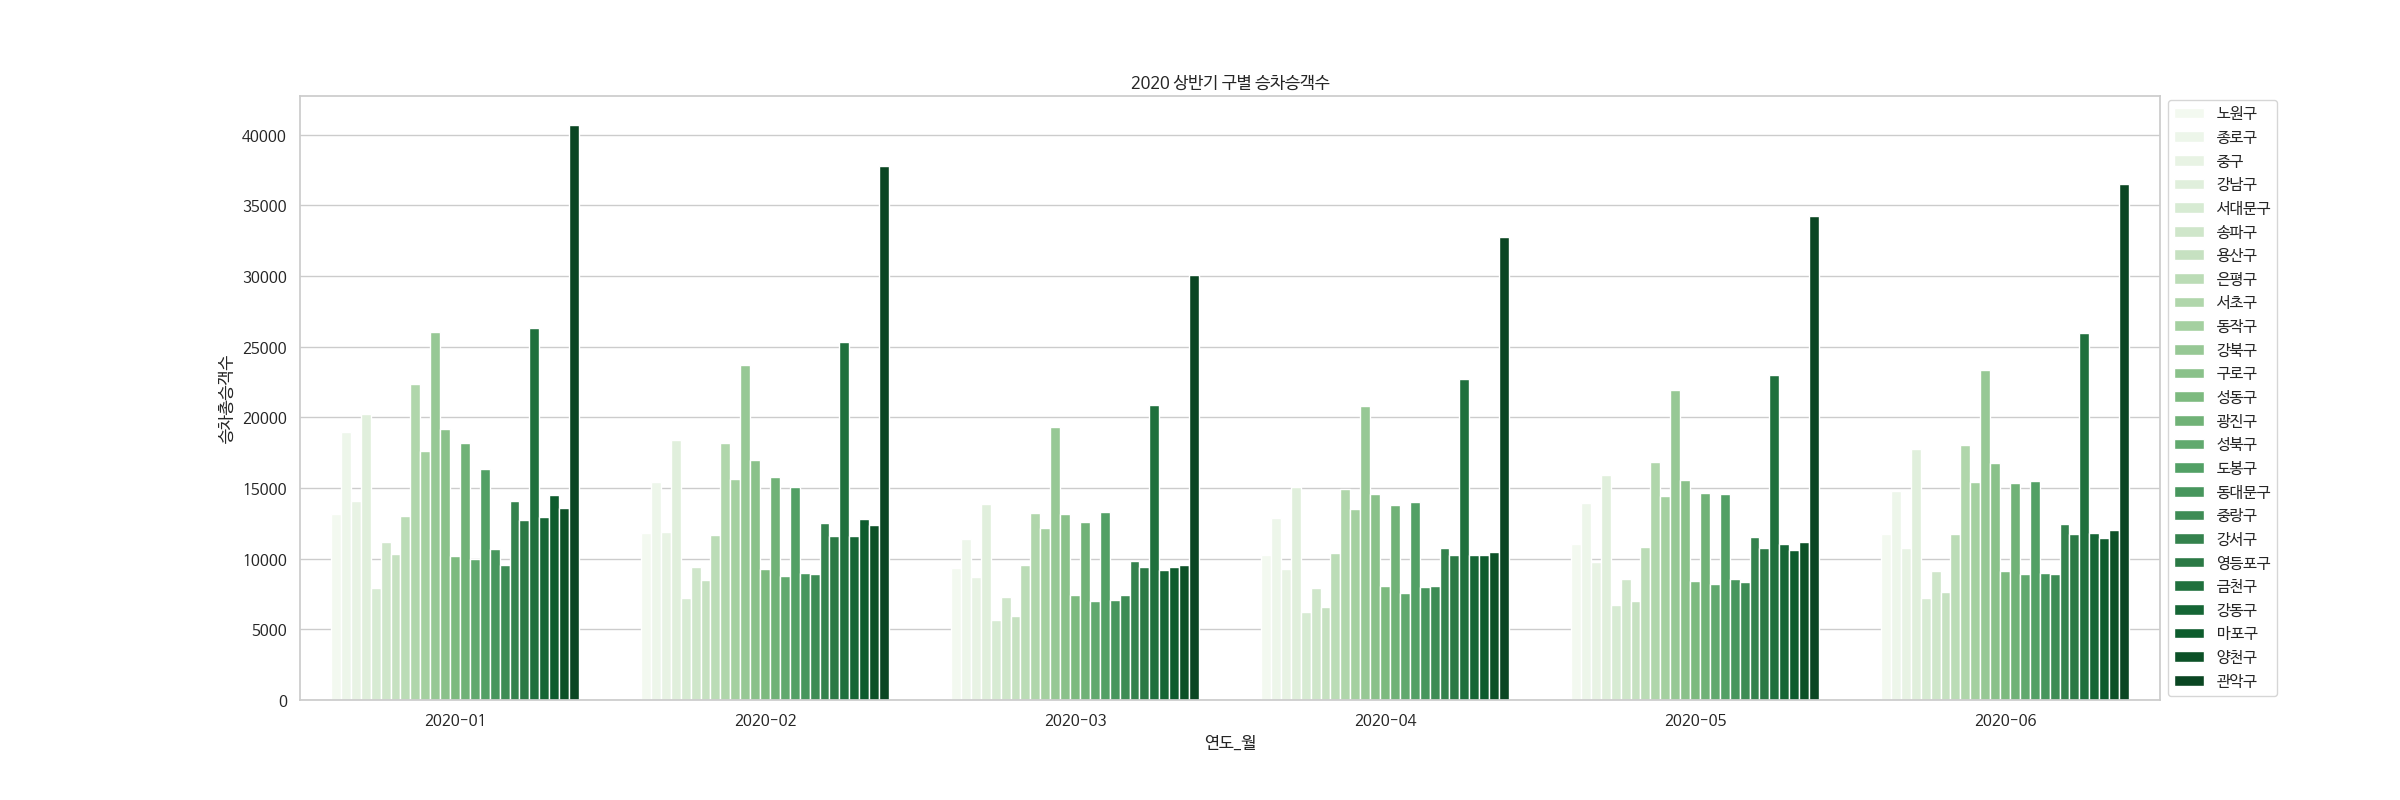 2020 상반기 구별 승차승객수
승차총승객수
40000
35000
30000
25000
20000
15000
10000
5000
0
2020-01
2020-02
2020-03
2020-04
2020-05
2020-06
연도_월
노원구
종로구
중구
강남구
서대문구
송파구
용산구
은평구
서초구
동작구
강북구
구로구
성동구
광진구
성북구
도봉구
동대문구
중랑구
강서구
영등포구
금천구
강동구
마포구
양천구
관악구